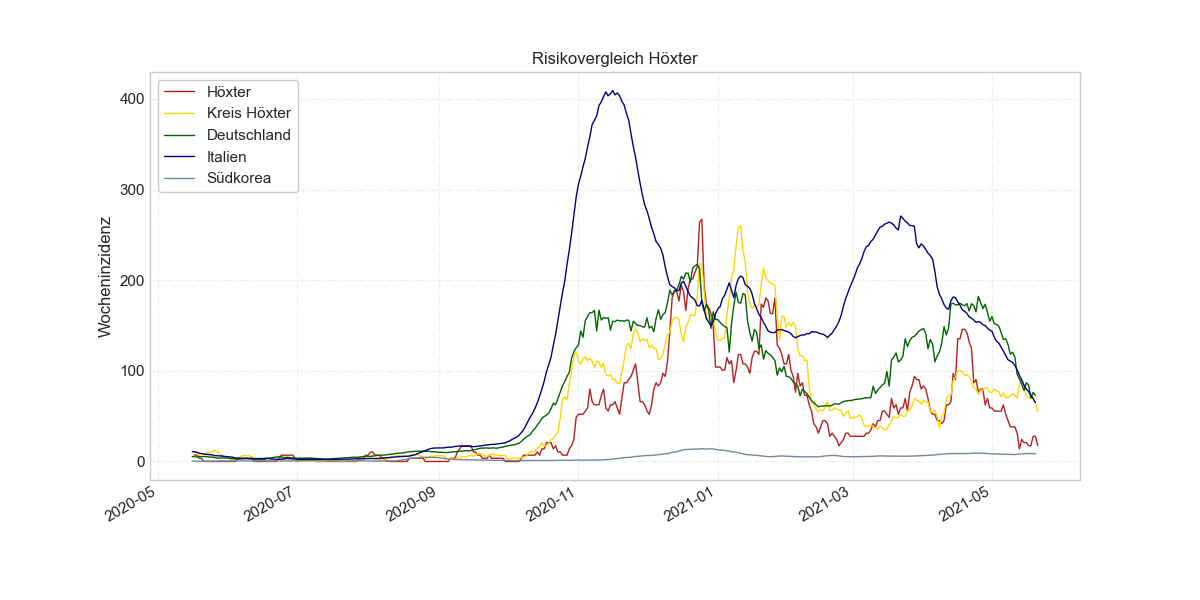 Risikovergleich Höxter
Höxter
Kreis Höxter
Deutschland
Italien
Südkorea
Wocheninzidenz
400
300
200
100
0
2020-05
2020-07
2020-09
2020-11
2021-01
2021-03
2021-05